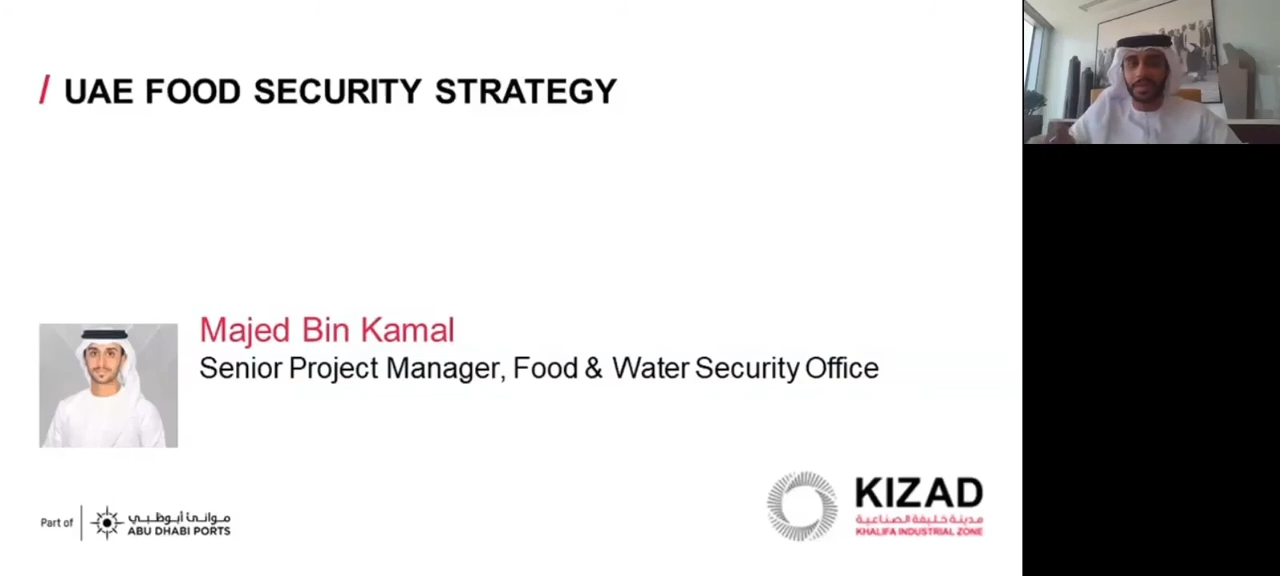 / UAE FOOD SECURITY STRATEGY
Majed Bin Kamal
Senior Project Manager, Food & Water Security Office
Part of
موانئ أبوظبي
ABU DHABI PORTS
KIZAD
مدينة خليفة الصناعية
KHALIFA INDUSTRIAL ZONE